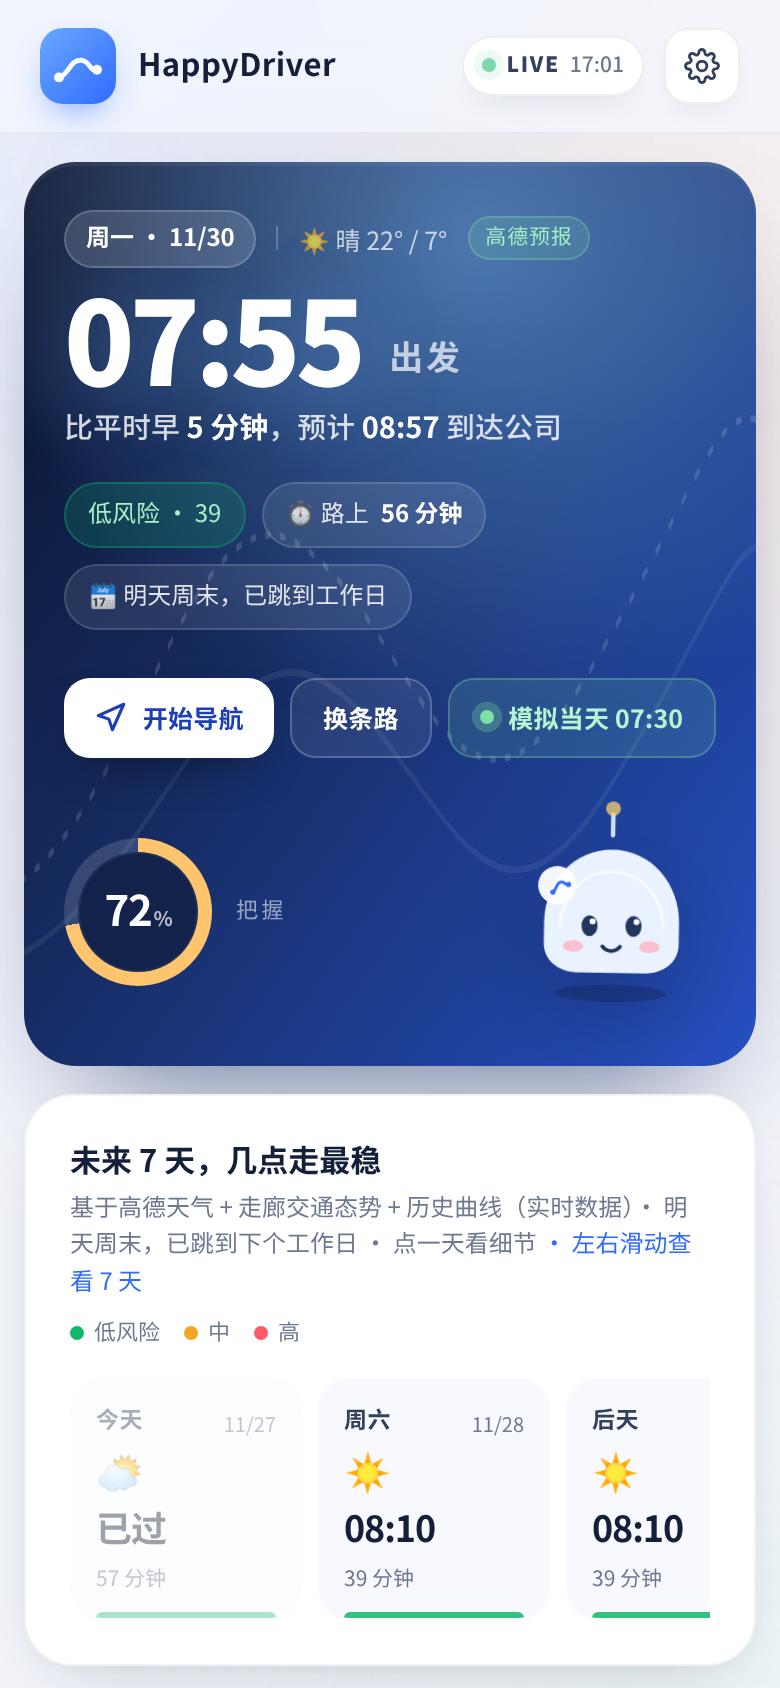 HappyDriver
LIVE 17:01
周一 · 11/30
晴 22° / 7°
高德预报
07:55 出发
比平时早 5 分钟，预计 08:57 到达公司
低风险 · 39
路上 56 分钟
July 17
明天周末，已跳到工作日
开始导航
换条路
模拟当天 07:30
72%
把握
未来 7 天，几点走最稳
基于高德天气 + 走廊交通态势 + 历史曲线（实时数据）· 明
天周末，已跳到下个工作日 · 点一天看细节 · 左右滑动查
看 7 天
低风险 中 高
今天 11/27
已过
57 分钟
周六 11/28
08:10
39 分钟
后天
08:10
39 分钟